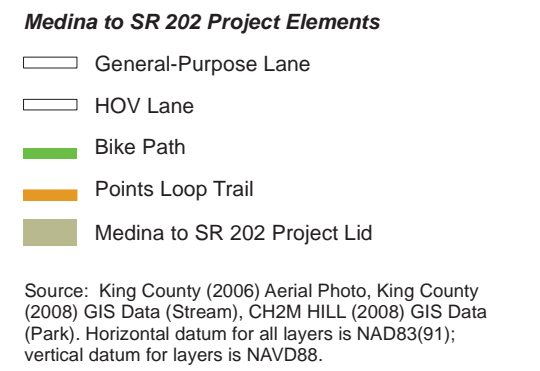 Medina to SR 202 Project Elements
General-Purpose Lane
HOV Lane
Bike Path
Points Loop Trail
Medina to SR 202 Project Lid
Source:  King County (2006) Aerial Photo, King County
(2008) GIS Data (Stream), CH2M HILL (2008) GIS Data
(Park). Horizontal datum for all layers is NAD83(91);
vertical datum for layers is NAVD88.